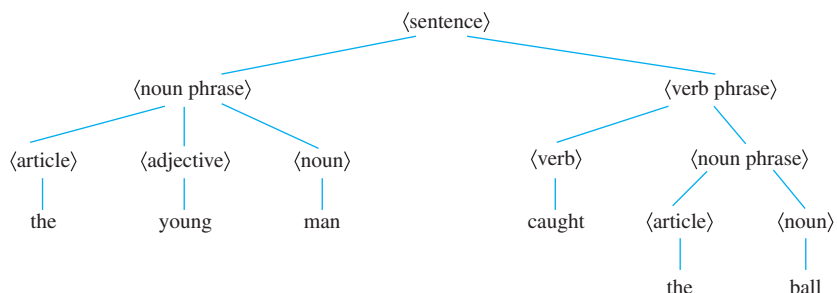 ⟨sentence⟩
⟨noun phrase⟩ ⟨verb phrase⟩
⟨article⟩ ⟨adjective⟩ ⟨noun⟩ ⟨verb⟩ ⟨noun phrase⟩
the young man caught ⟨article⟩ ⟨noun⟩
the ball